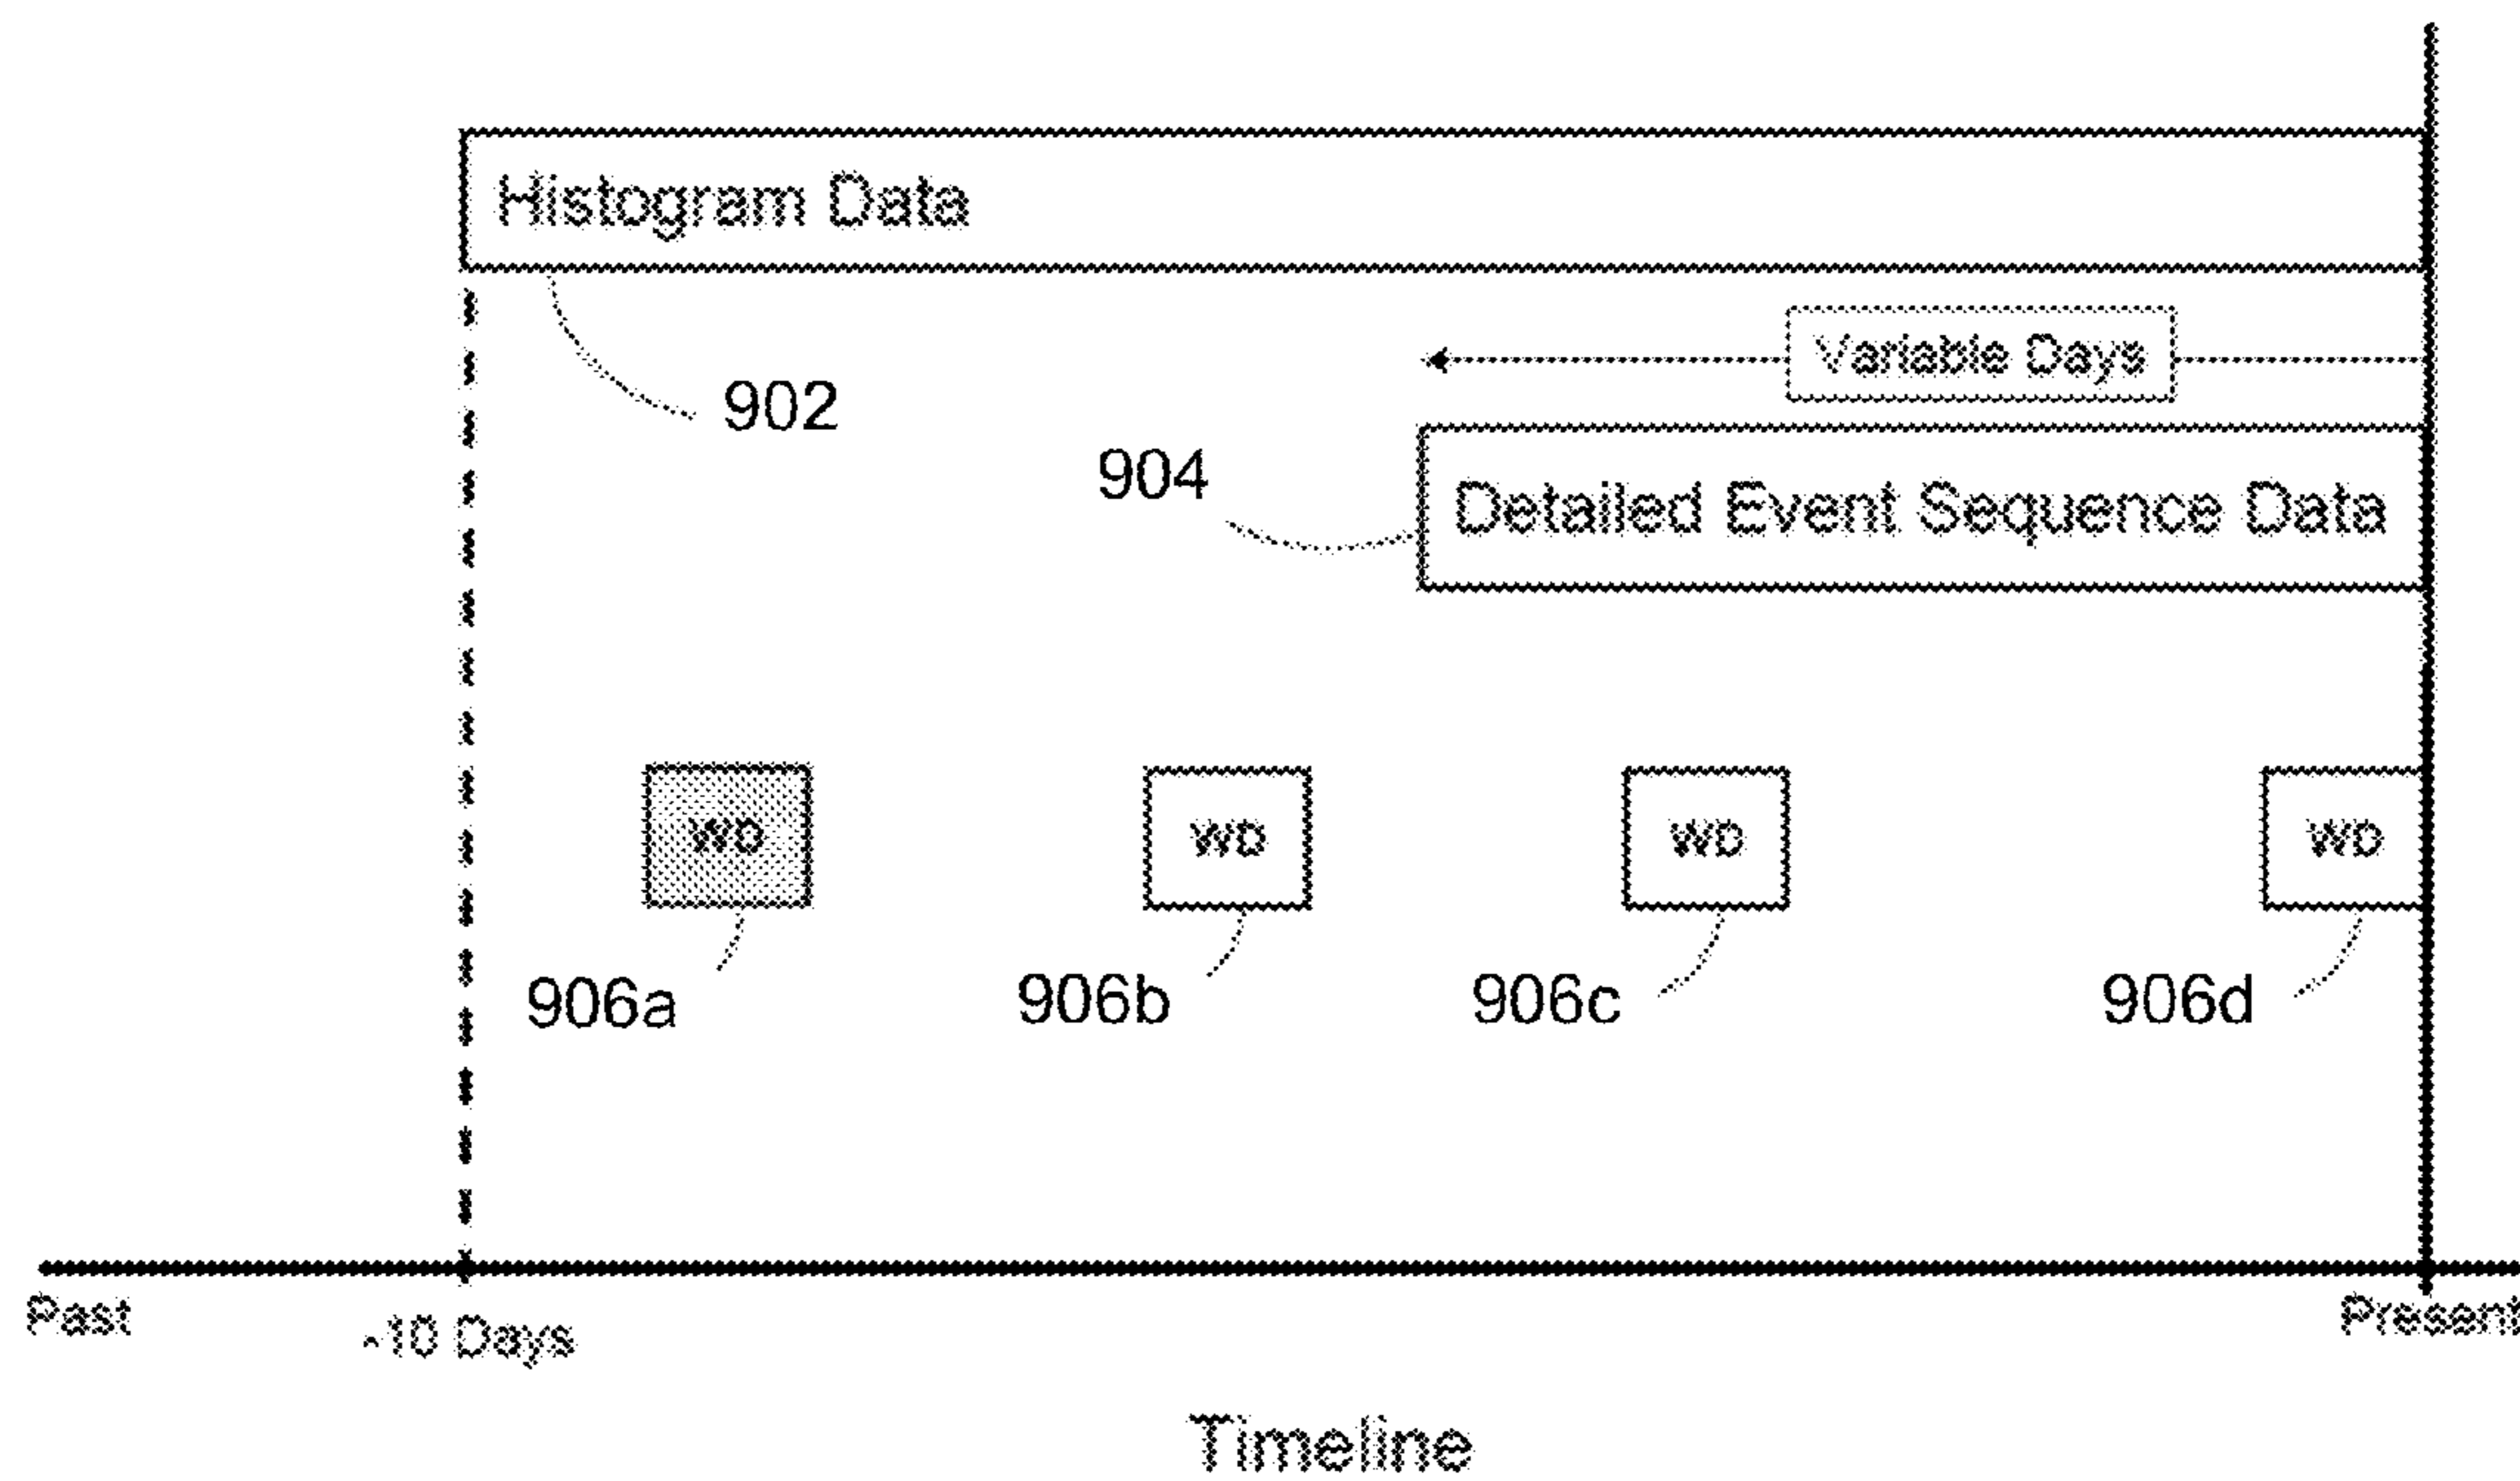 Histogram Data
Variable Days
902
904
Detailed Event Sequence Data
WD
WD
WD
WD
906a
906b
906c
906d
Past
Present
-10 Days
Timeline